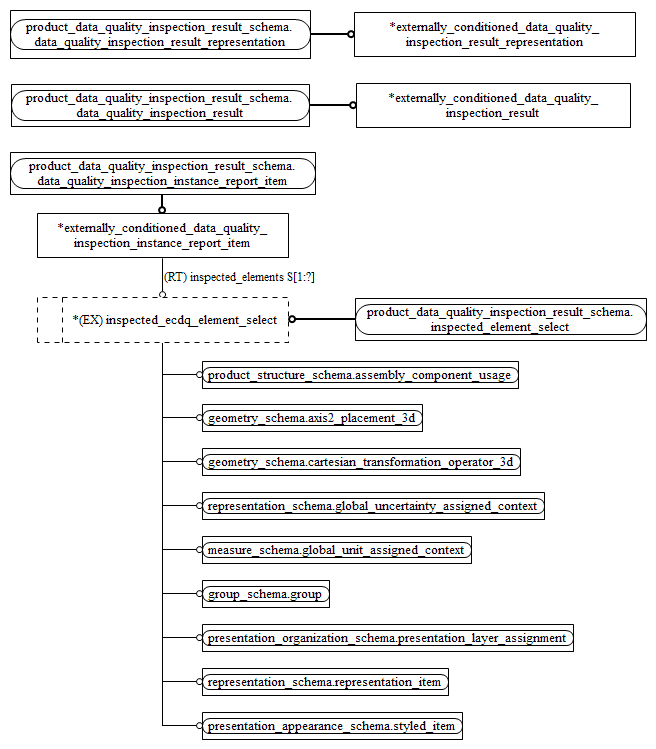 product_data_quality_inspection_result_schema.
data_quality_inspection_result_representation
*externally_conditioned_data_quality_
inspection_result_representation
product_data_quality_inspection_result_schema.
data_quality_inspection_result
*externally_conditioned_data_quality_
inspection_result
product_data_quality_inspection_result_schema.
data_quality_inspection_instance_report_item
*externally_conditioned_data_quality_
inspection_instance_report_item
(RT) inspected_elements S[1:?]
*(EX) inspected_ecdq_element_select
product_data_quality_inspection_result_schema.
inspected_element_select
product_structure_schema.assembly_component_usage
geometry_schema.axis2_placement_3d
geometry_schema.cartesian_transformation_operator_3d
representation_schema.global_uncertainty_assigned_context
measure_schema.global_unit_assigned_context
group_schema.group
presentation_organization_schema.presentation_layer_assignment
representation_schema.representation_item
presentation_appearance_schema.styled_item